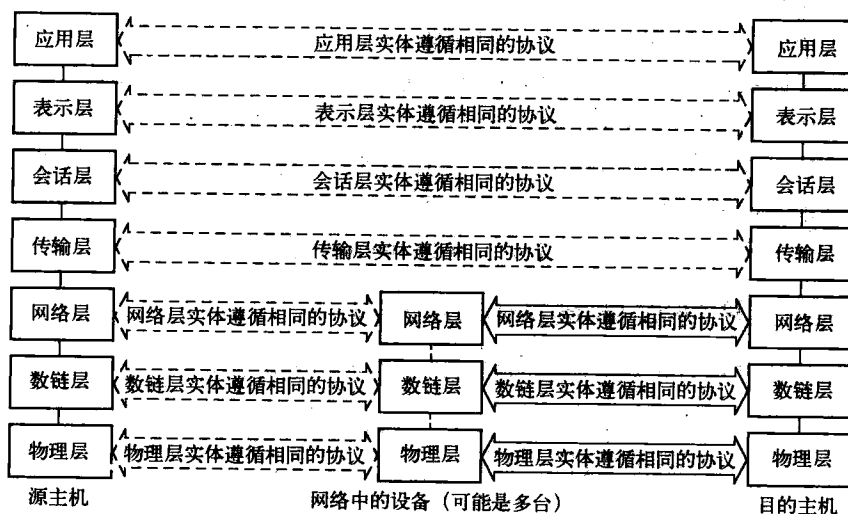 应用层 应用层实体遵循相同的协议 应用层
表示层 表示层实体遵循相同的协议 表示层
会话层 会话层实体遵循相同的协议 会话层
传输层 传输层实体遵循相同的协议 传输层
网络层 网络层实体遵循相同的协议 网络层 网络层实体遵循相同的协议 网络层
数链层 数链层实体遵循相同的协议 数链层 数链层实体遵循相同的协议 数链层
物理层 物理层实体遵循相同的协议 物理层 物理层实体遵循相同的协议 物理层
源主机 网络中的设备（可能是多台） 目的主机